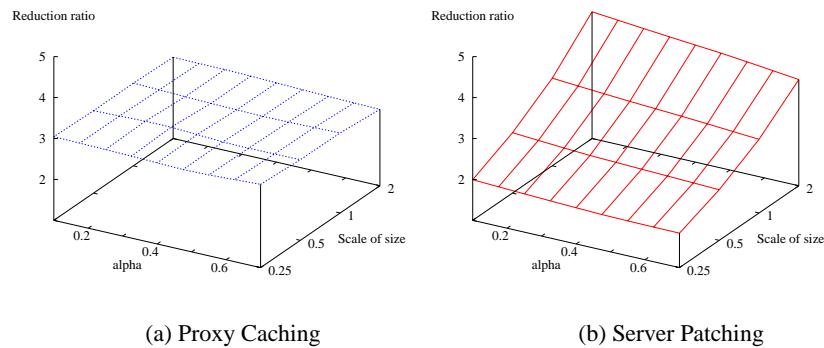 Reduction ratio
5
4
3
2
0.2
0.4
0.6
alpha
0.25
0.5
1
2
Scale of size
(a) Proxy Caching
Reduction ratio
5
4
3
2
0.2
0.4
0.6
alpha
0.25
0.5
1
2
Scale of size
(b) Server Patching